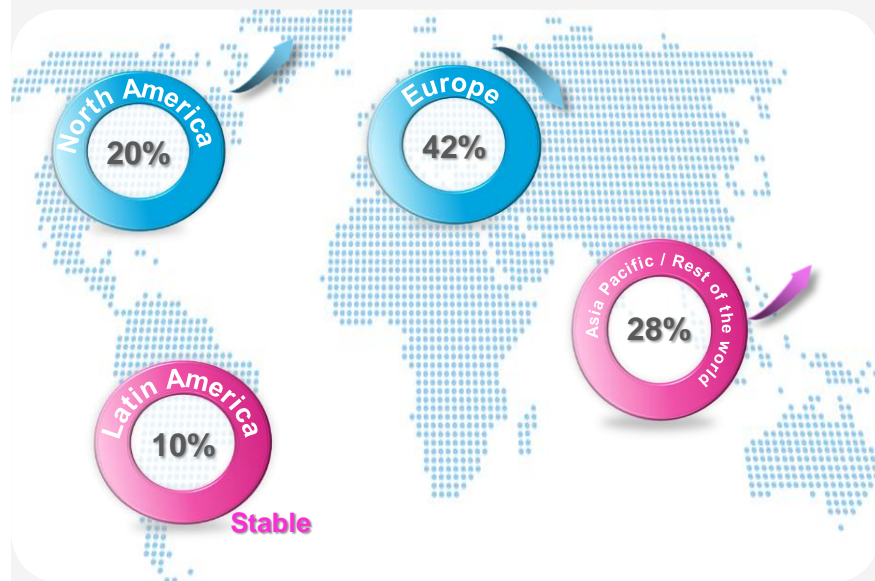 North America
20%
Europe
42%
Asia Pacific / Rest of the world
28%
Latin America
10%
Stable